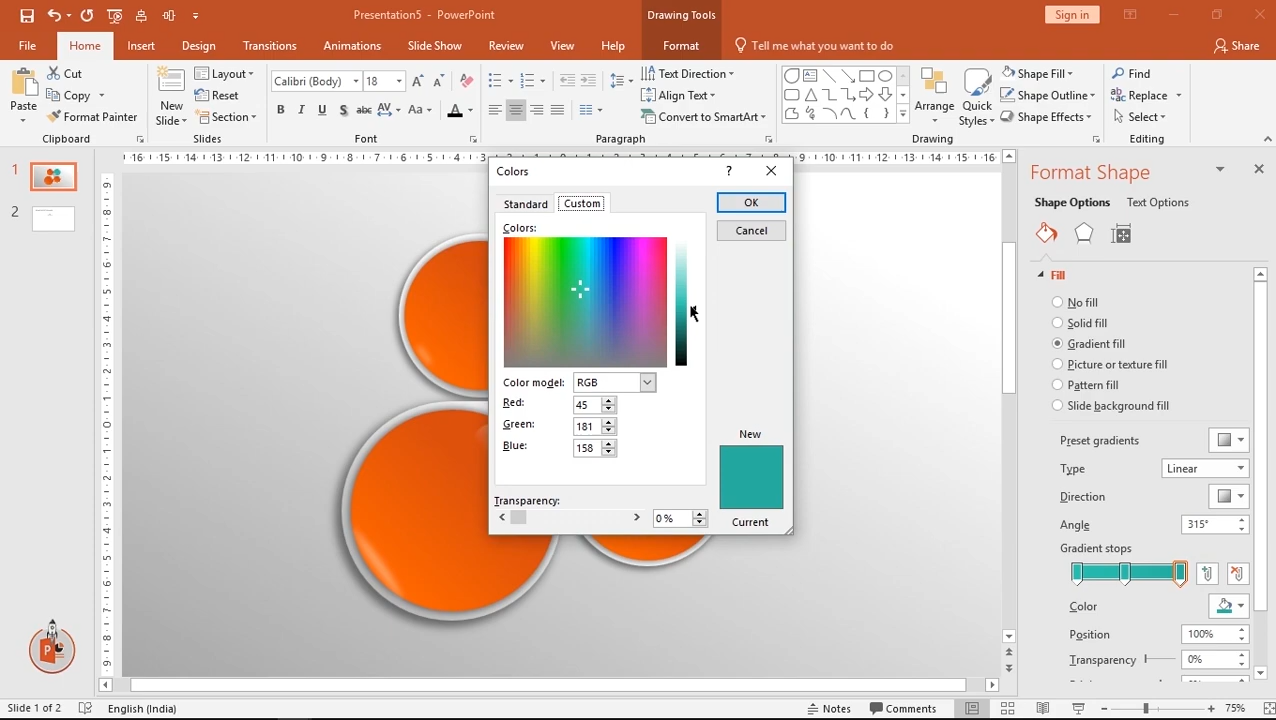 Presentation5 - PowerPoint
Drawing Tools
Sign in
File
Home
Insert
Design
Transitions
Animations
Slide Show
Review
View
Help
Format
Tell me what you want to do
Share
Paste
Cut
Copy
Format Painter
Clipboard
New
Slide
Layout
Reset
Section
Slides
Calibri (Body)
18
B I U S abc AV Aa A
Font
Text Direction
Align Text
Convert to SmartArt
Paragraph
Arrange
Quick
Styles
Shape Fill
Shape Outline
Shape Effects
Drawing
Find
Replace
Select
Editing
1
2
Colors
?
Standard
Custom
OK
Cancel
Colors:
Color model:
RGB
Red:
45
Green:
181
Blue:
158
New
Current
Transparency:
0 %
Format Shape
Shape Options
Text Options
Fill
No fill
Solid fill
Gradient fill
Picture or texture fill
Pattern fill
Slide background fill
Preset gradients
Type
Linear
Direction
Angle
315°
Gradient stops
Color
Position
100%
Transparency
0%
P
Slide 1 of 2
English (India)
Notes
Comments
75%